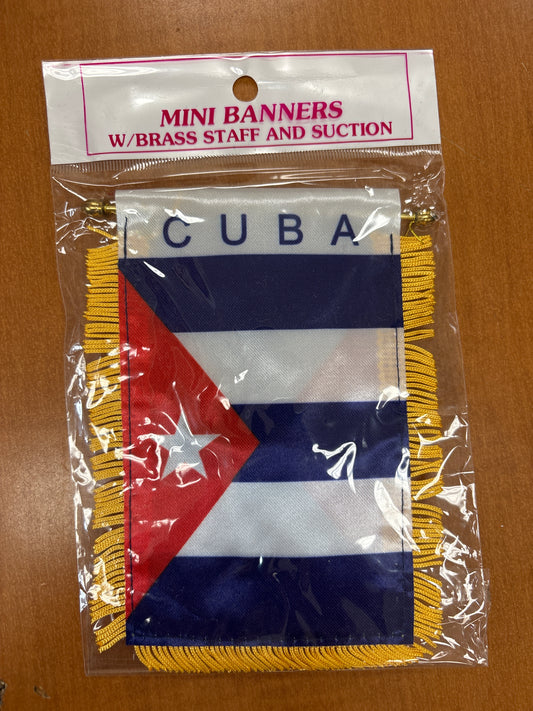 MINI BANNERS
W/BRASS STAFF AND SUCTION
CUBA